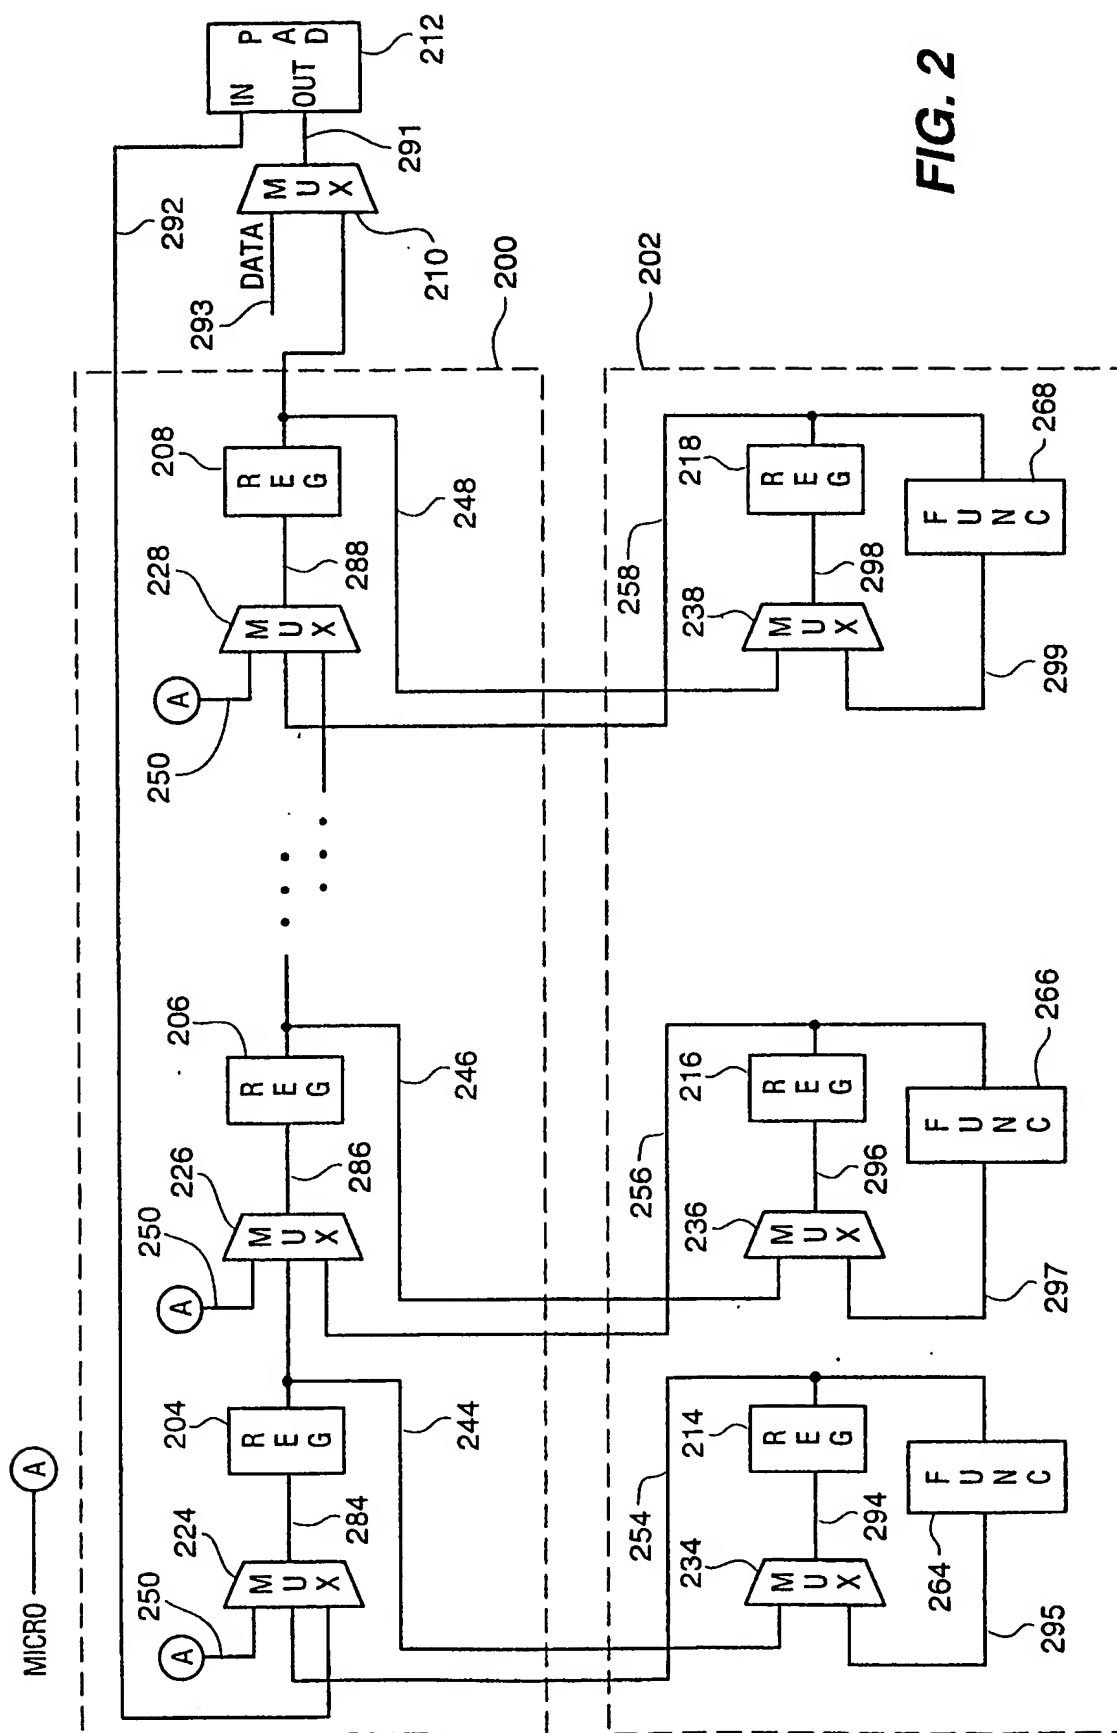 MICRO A
292
PAD
IN
OUT
212
291
MUX
DATA
293
210
200
202
A
250
224
MUX
284
204
REG
244
A
250
226
MUX
286
206
REG
246
A
250
228
MUX
288
208
REG
248
254
234
MUX
294
214
REG
264
FUNC
295
256
236
MUX
296
216
REG
266
FUNC
297
258
238
MUX
298
218
REG
268
FUNC
299
FIG. 2